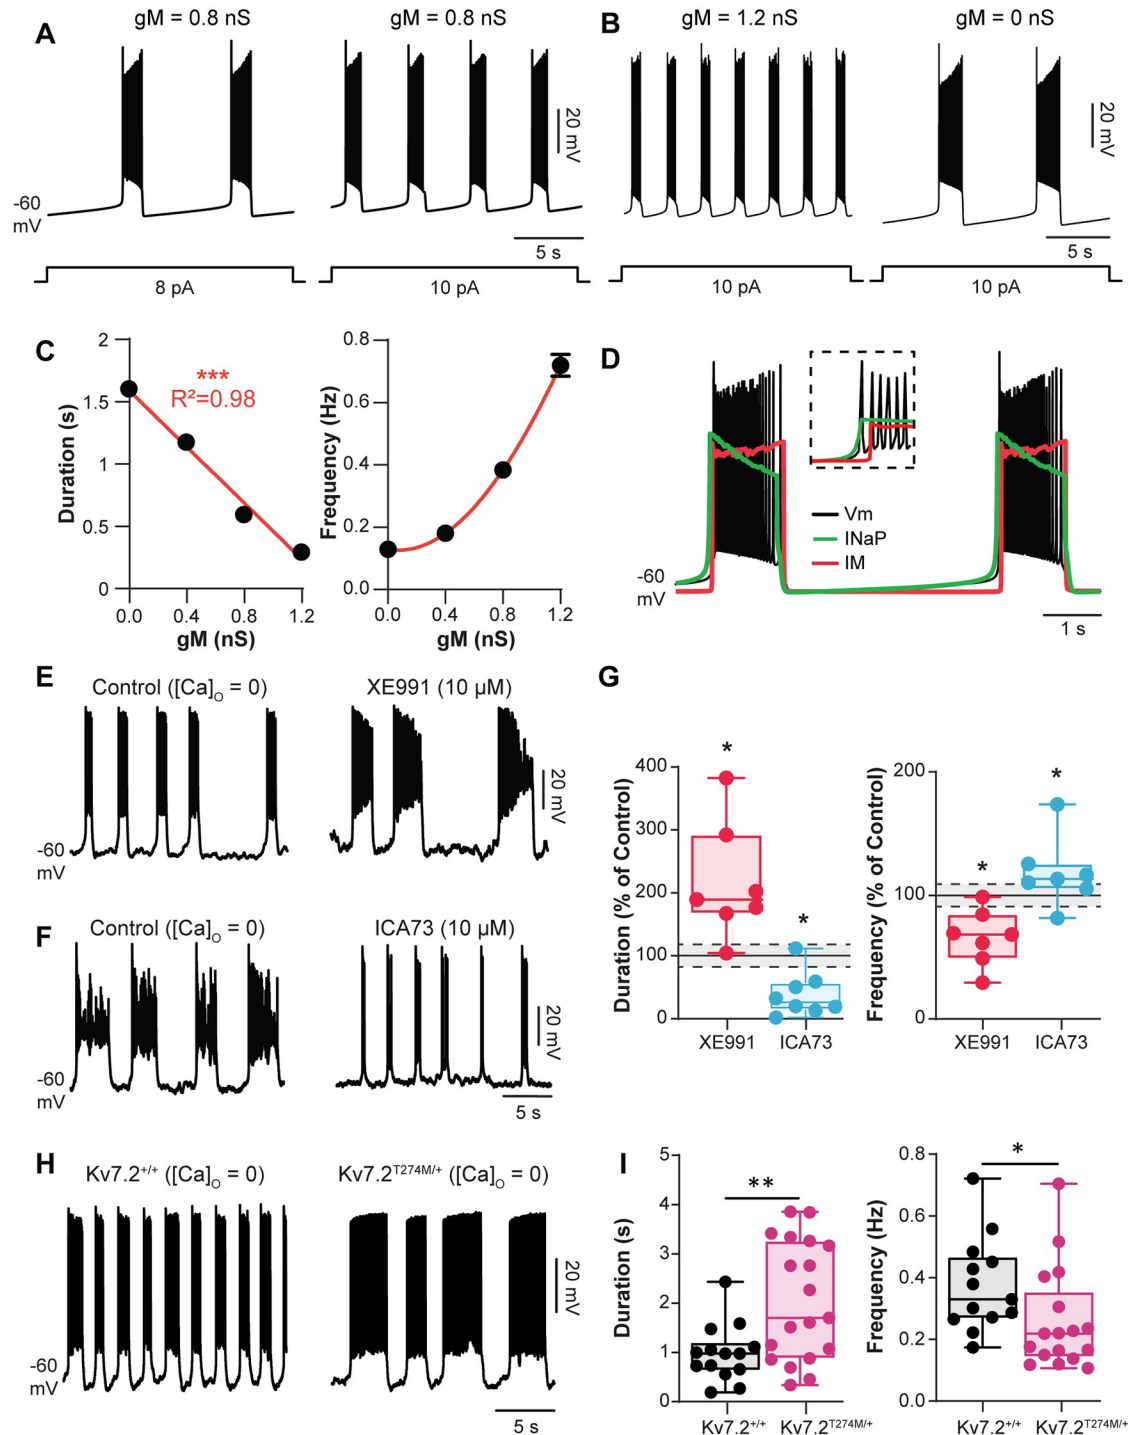 A
gM = 0.8 nS
gM = 0.8 nS
20 mV
-60
mV
5 s
8 pA
10 pA
B
gM = 1.2 nS
gM = 0 nS
20 mV
5 s
10 pA
10 pA
C
Duration (s)
2
1.5
1
0.5
0
***
R²=0.98
0.0
0.4
0.8
1.2
gM (nS)
Frequency (Hz)
0.8
0.6
0.4
0.2
0.0
0.0
0.4
0.8
1.2
gM (nS)
D
Vm
INaP
IM
-60
mV
1 s
E
Control ([Ca]O = 0)
XE991 (10 µM)
20 mV
-60
mV
F
Control ([Ca]O = 0)
ICA73 (10 µM)
20 mV
-60
mV
5 s
G
Duration (% of Control)
400
300
200
100
0
*
*
XE991
ICA73
Frequency (% of Control)
200
100
0
*
*
XE991
ICA73
H
Kv7.2+/+ ([Ca]O = 0)
Kv7.2T274M/+ ([Ca]O = 0)
20 mV
-60
mV
5 s
I
Duration (s)
5
4
3
2
1
0
**
Kv7.2+/+
Kv7.2T274M/+
Frequency (Hz)
0.8
0.6
0.4
0.2
0.0
*
Kv7.2+/+
Kv7.2T274M/+